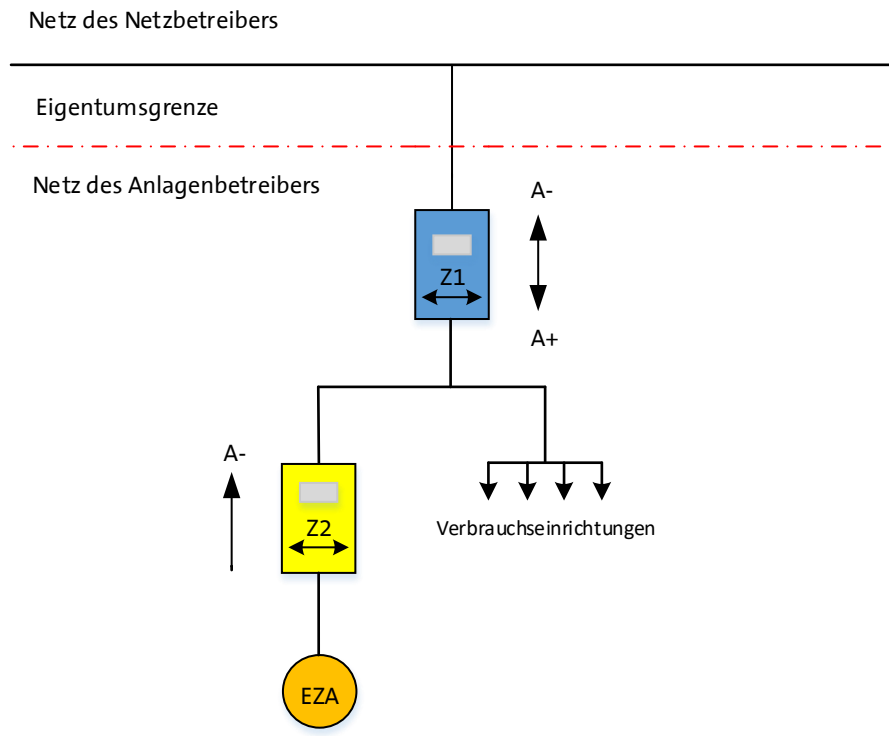 Netz des Netzbetreibers
Eigentumsgrenze
Netz des Anlagenbetreibers
A-
Z1
A+
A-
Z2
Verbrauchseinrichtungen
EZA